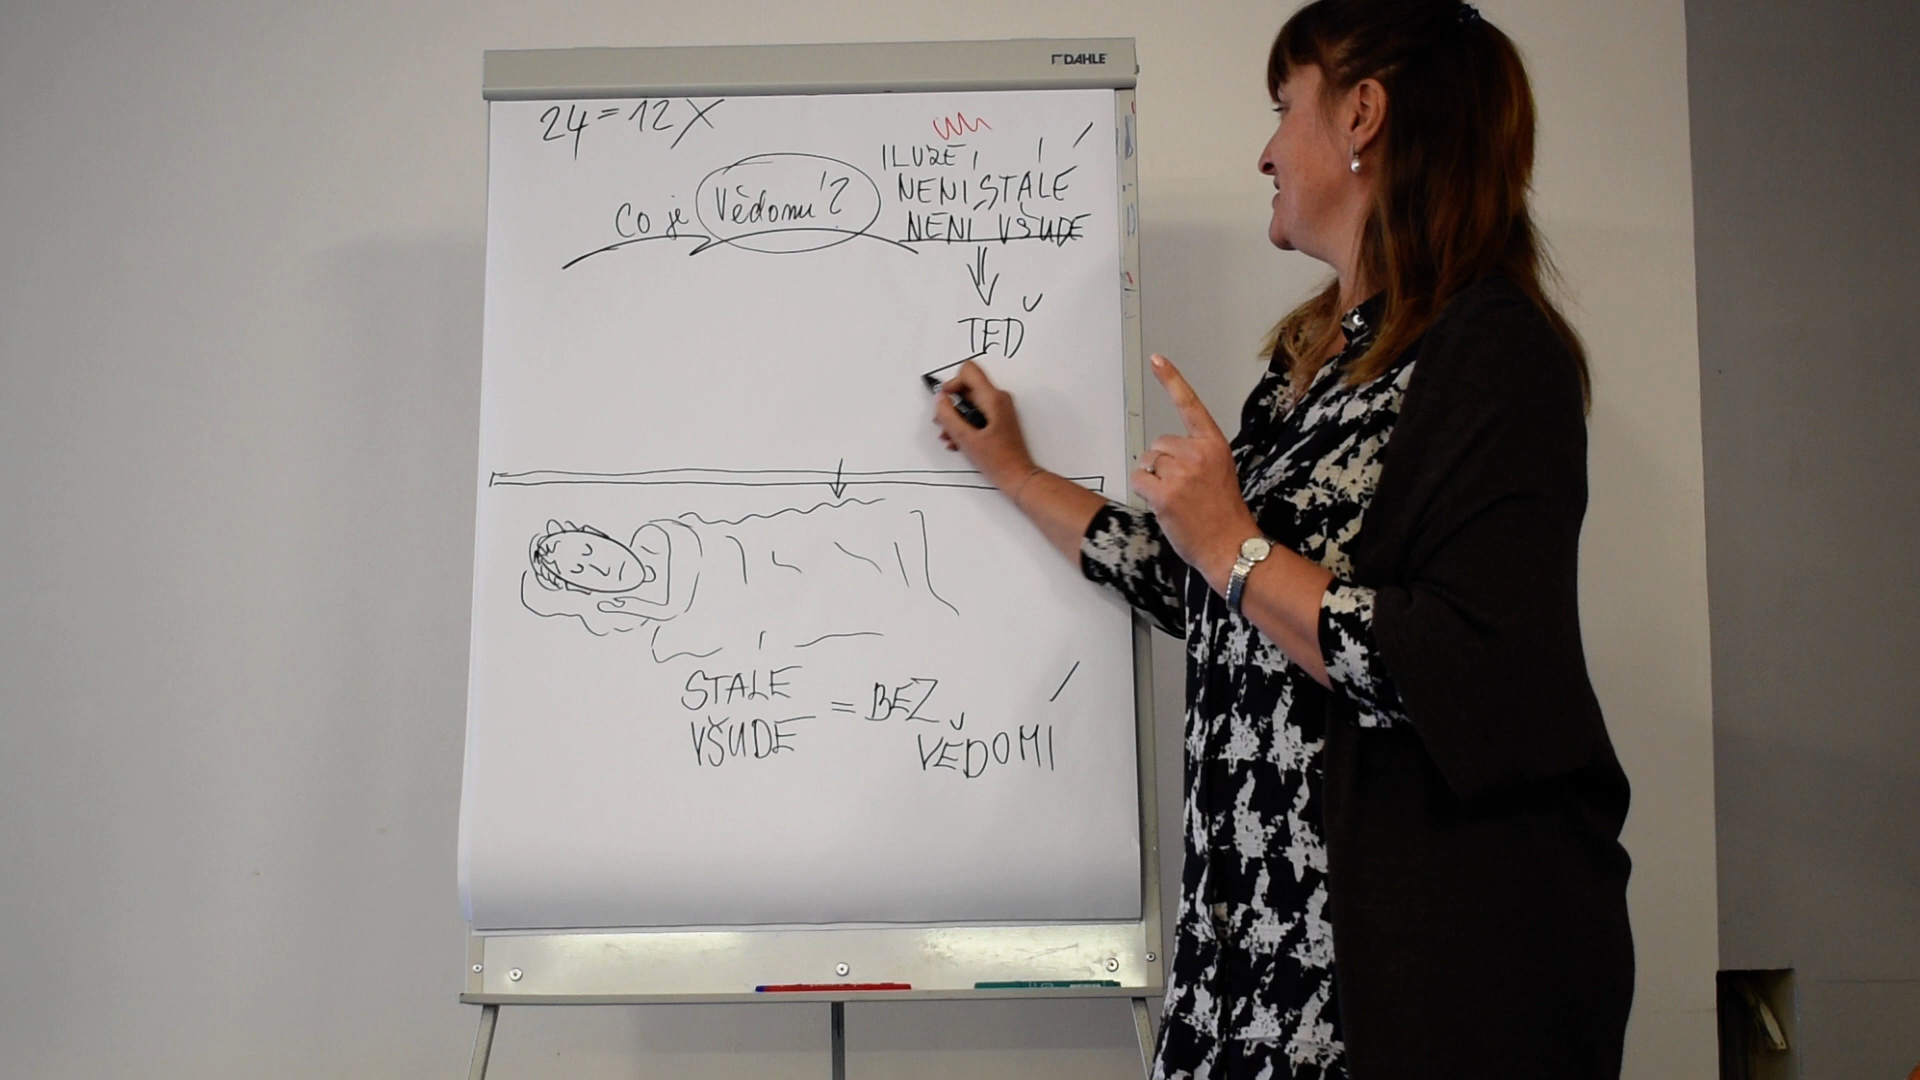 DAHLE
24 = 12 X
Co je Vědomí?
ILUZE
NENÍ STÁLE
NENÍ VŠUDE
TEĎ
STÁLE
VŠUDE = BEZ
VĚDOMÍ